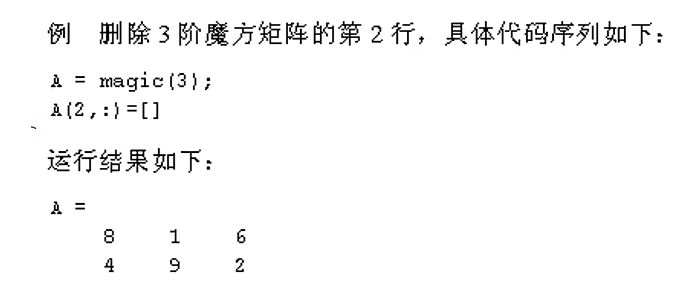 例 删除3阶魔方矩阵的第2行，具体代码序列如下：
A = magic(3);
A(2,:)=[]
运行结果如下：
A =
8 1 6
4 9 2